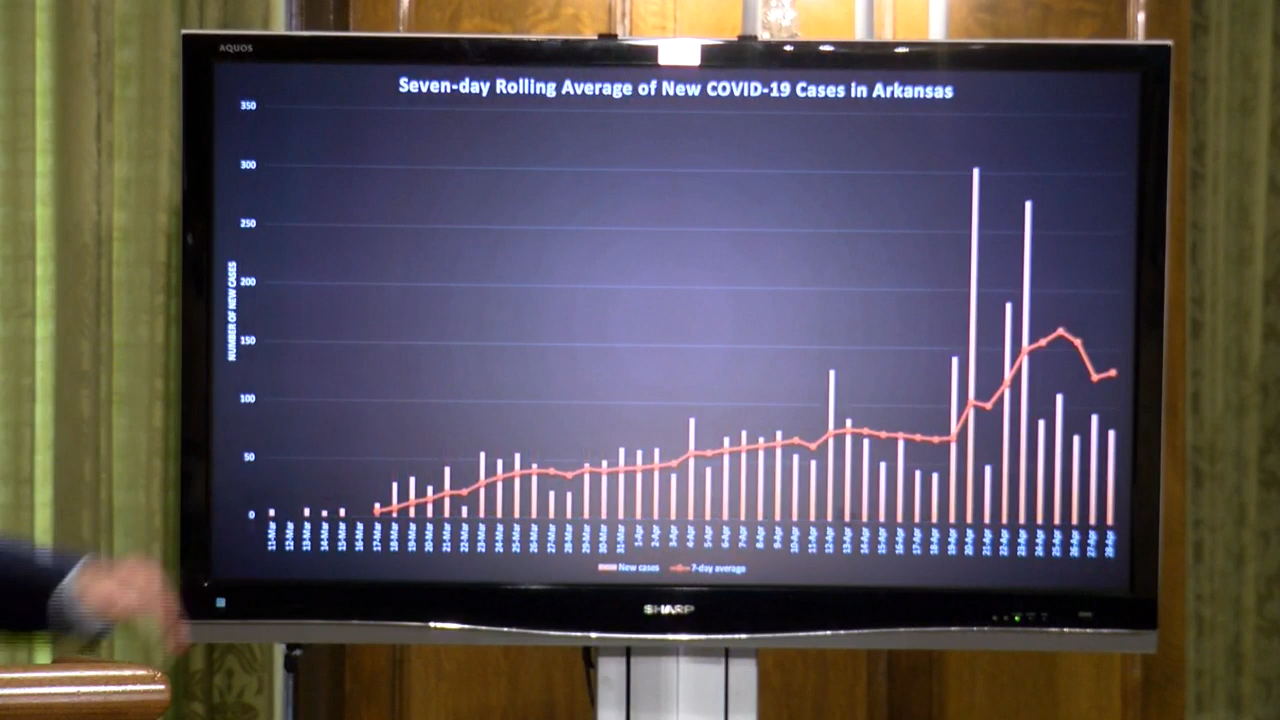 AQUOS
Seven-day Rolling Average of New COVID-19 Cases in Arkansas
350
300
250
200
150
100
50
0
NUMBER OF NEW CASES
11-Mar 12-Mar 13-Mar 14-Mar 15-Mar 16-Mar 17-Mar 18-Mar 19-Mar 20-Mar 21-Mar 22-Mar 23-Mar 24-Mar 25-Mar 26-Mar 27-Mar 28-Mar 29-Mar 30-Mar 31-Mar 1-Apr 2-Apr 3-Apr 4-Apr 5-Apr 6-Apr 7-Apr 8-Apr 9-Apr 10-Apr 11-Apr 12-Apr 13-Apr 14-Apr 15-Apr 16-Apr 17-Apr 18-Apr 19-Apr 20-Apr 21-Apr 22-Apr 23-Apr 24-Apr 25-Apr 26-Apr 27-Apr 28-Apr
New cases 7-day average
SHARP